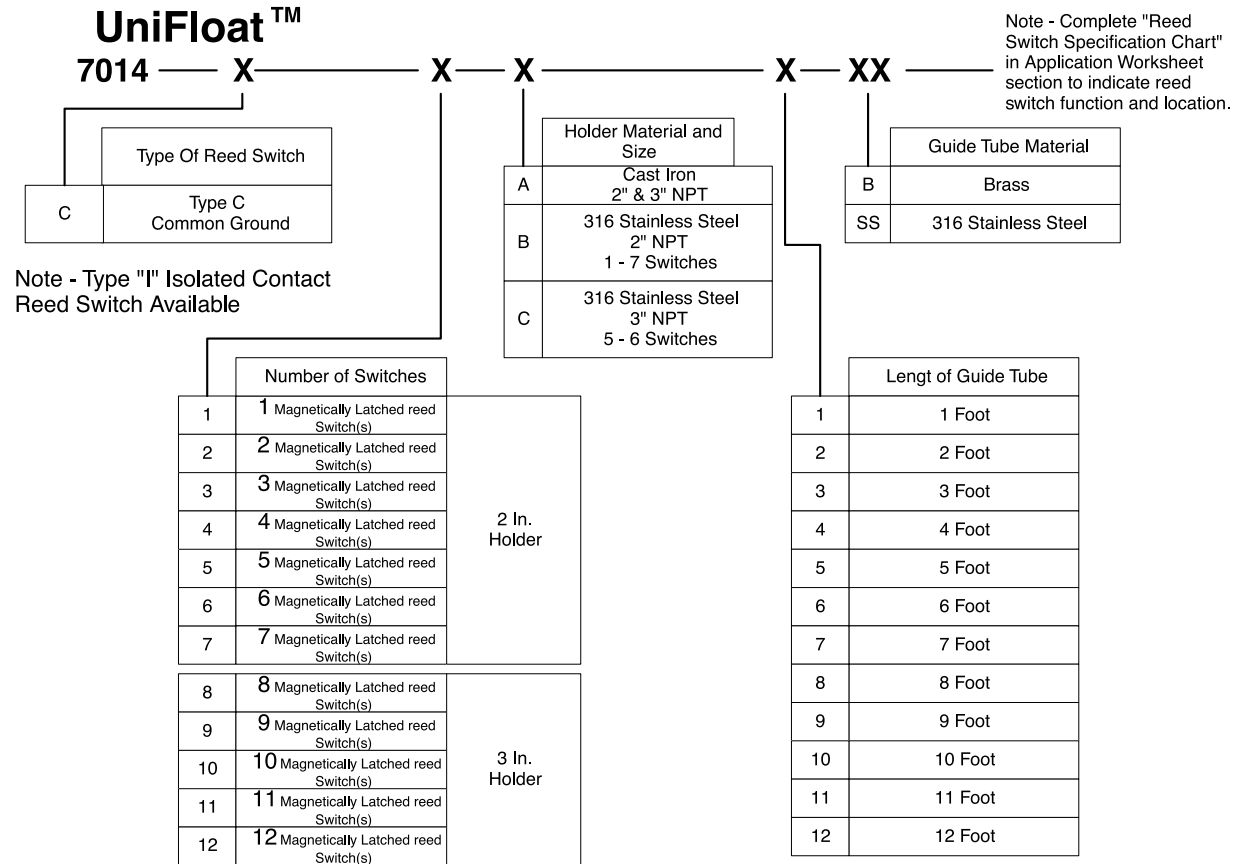 UniFloat™
7014 X X X X XX
Note - Complete "Reed
Switch Specification Chart"
in Application Worksheet
section to indicate reed
switch function and location.
Type Of Reed Switch
C
Type C
Common Ground
Note - Type "I" Isolated Contact
Reed Switch Available
Holder Material and
Size
A
Cast Iron
2" & 3" NPT
B
316 Stainless Steel
2" NPT
1 - 7 Switches
C
316 Stainless Steel
3" NPT
5 - 6 Switches
Guide Tube Material
B Brass
SS 316 Stainless Steel
Number of Switches
1 1 Magnetically Latched reed
Switch(s)
2 2 Magnetically Latched reed
Switch(s)
3 3 Magnetically Latched reed
Switch(s)
4 4 Magnetically Latched reed
Switch(s)
5 5 Magnetically Latched reed
Switch(s)
6 6 Magnetically Latched reed
Switch(s)
7 7 Magnetically Latched reed
Switch(s)
2 In.
Holder
8 8 Magnetically Latched reed
Switch(s)
9 9 Magnetically Latched reed
Switch(s)
10 10 Magnetically Latched reed
Switch(s)
11 11 Magnetically Latched reed
Switch(s)
12 12 Magnetically Latched reed
Switch(s)
3 In.
Holder
Lengt of Guide Tube
1 1 Foot
2 2 Foot
3 3 Foot
4 4 Foot
5 5 Foot
6 6 Foot
7 7 Foot
8 8 Foot
9 9 Foot
10 10 Foot
11 11 Foot
12 12 Foot